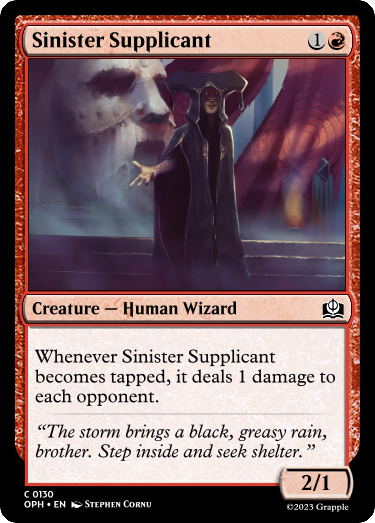 Sinister Supplicant 1
Creature — Human Wizard
Whenever Sinister Supplicant
becomes tapped, it deals 1 damage to
each opponent.
“The storm brings a black, greasy rain,
brother. Step inside and seek shelter.”
2/1
C 0130
OPH • EN Stephen Cornu
©2023 Grapple